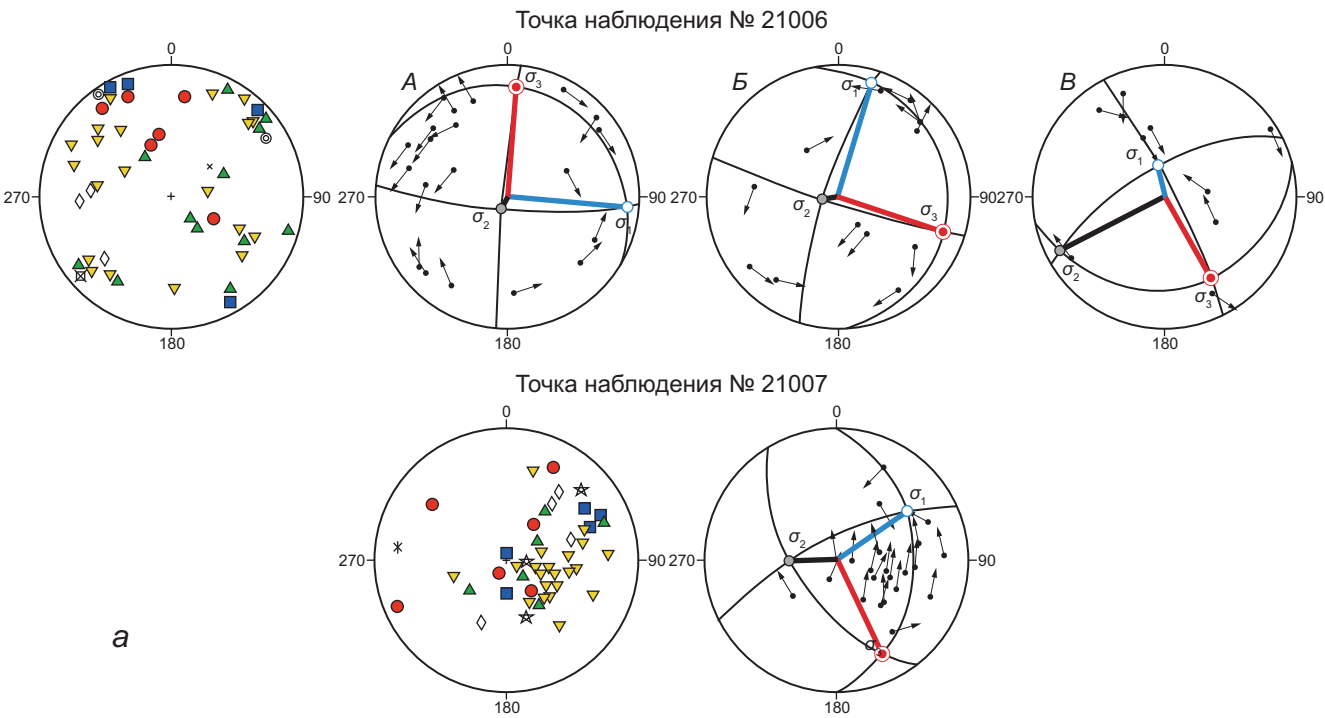 Точка наблюдения № 21006
0 0 0 0
А Б В
σ3 σ1 σ1
270 90 270 90 270 90 270 90
σ2 σ1 σ2 σ3 σ2 σ3
180 180 180 180
Точка наблюдения № 21007
0 0
σ1
σ2
270 90 270 90
а
σ
180 180